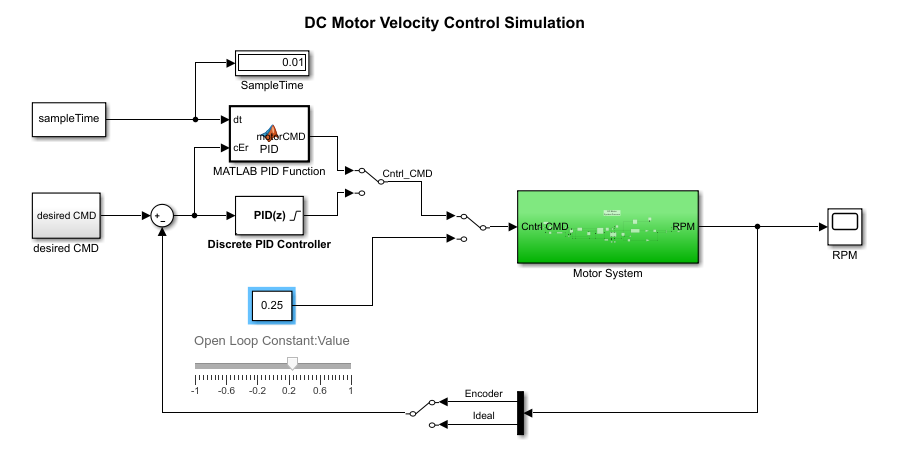 DC Motor Velocity Control Simulation
0.01
SampleTime
sampleTime
dt
motorCMD
cEr
PID
MATLAB PID Function
Cntrl_CMD
desired CMD
desired CMD
+
-
PID(z)
Discrete PID Controller
Cntrl CMD
RPM
Motor System
RPM
0.25
Open Loop Constant:Value
-1 -0.6 -0.2 0.2 0.6 1
Encoder
Ideal